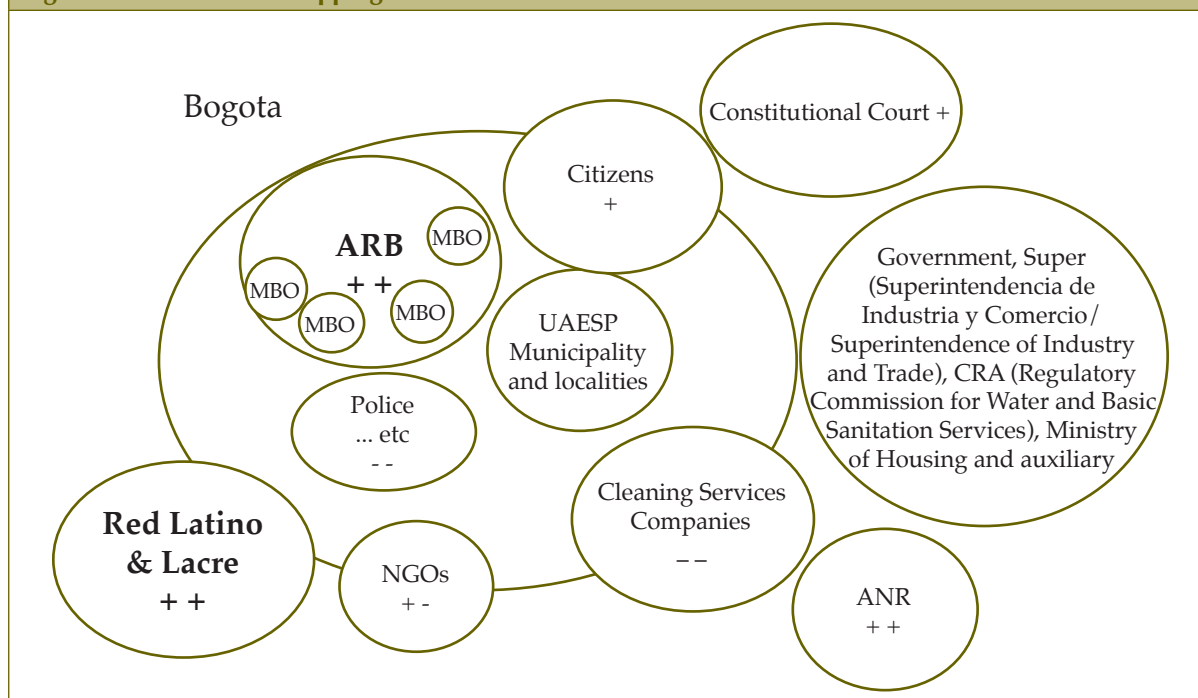 Bogota
Constitutional Court +
Citizens
+
ARB
+ +
MBO
MBO
MBO
MBO
Government, Super
(Superintendencia de
Industria y Comercio/
Superintendence of Industry
and Trade), CRA (Regulatory
Commission for Water and Basic
Sanitation Services), Ministry
of Housing and auxiliary
UAESP
Municipality
and localities
Police
... etc
- -
Cleaning Services
Companies
– –
Red Latino
& Lacre
+ +
NGOs
+ -
ANR
+ +